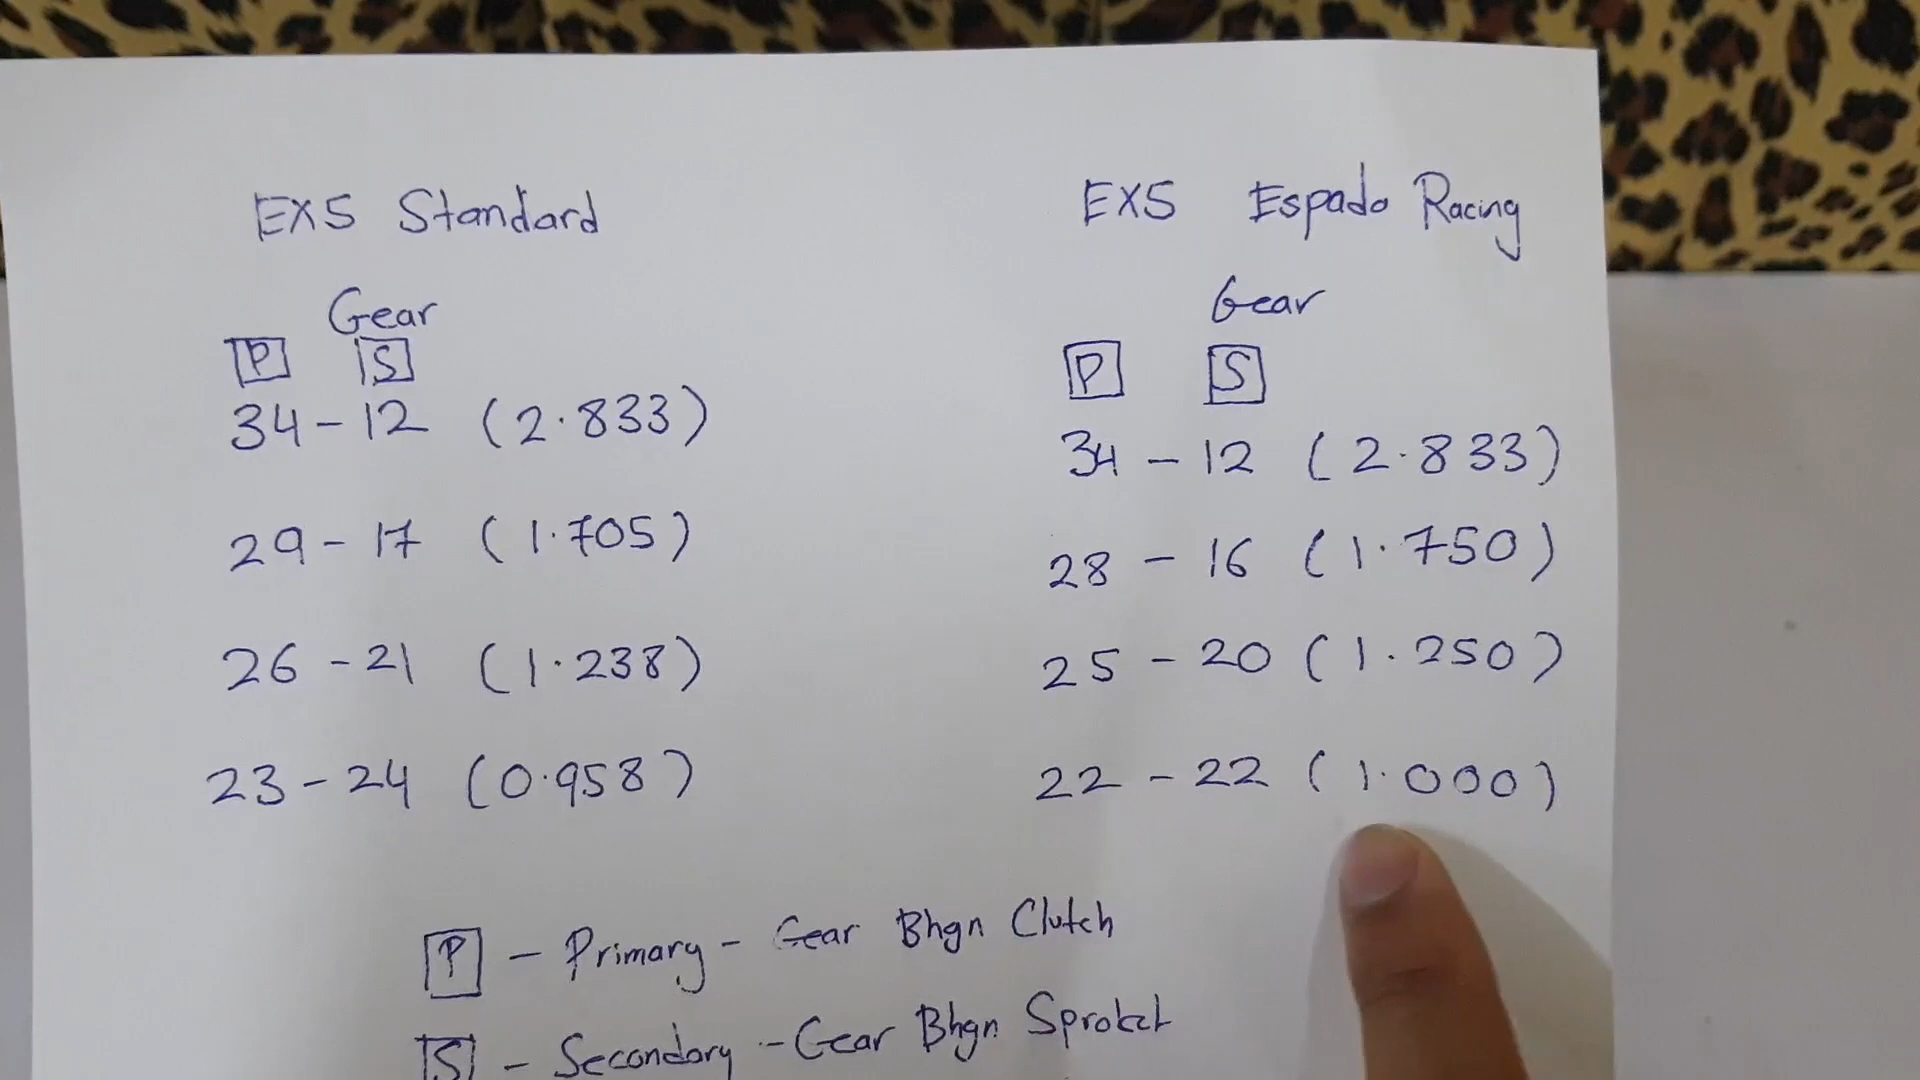 EX5 Standard
Gear
P S
34 - 12 (2.833)
29 - 17 (1.705)
26 - 21 (1.238)
23 - 24 (0.958)
EX5 Espado Racing
Gear
P S
34 - 12 (2.833)
28 - 16 (1.750)
25 - 20 (1.250)
22 - 22 (1.000)
P - Primary - Gear Bhgn Clutch
S - Secondary - Gear Bhgn Sproket